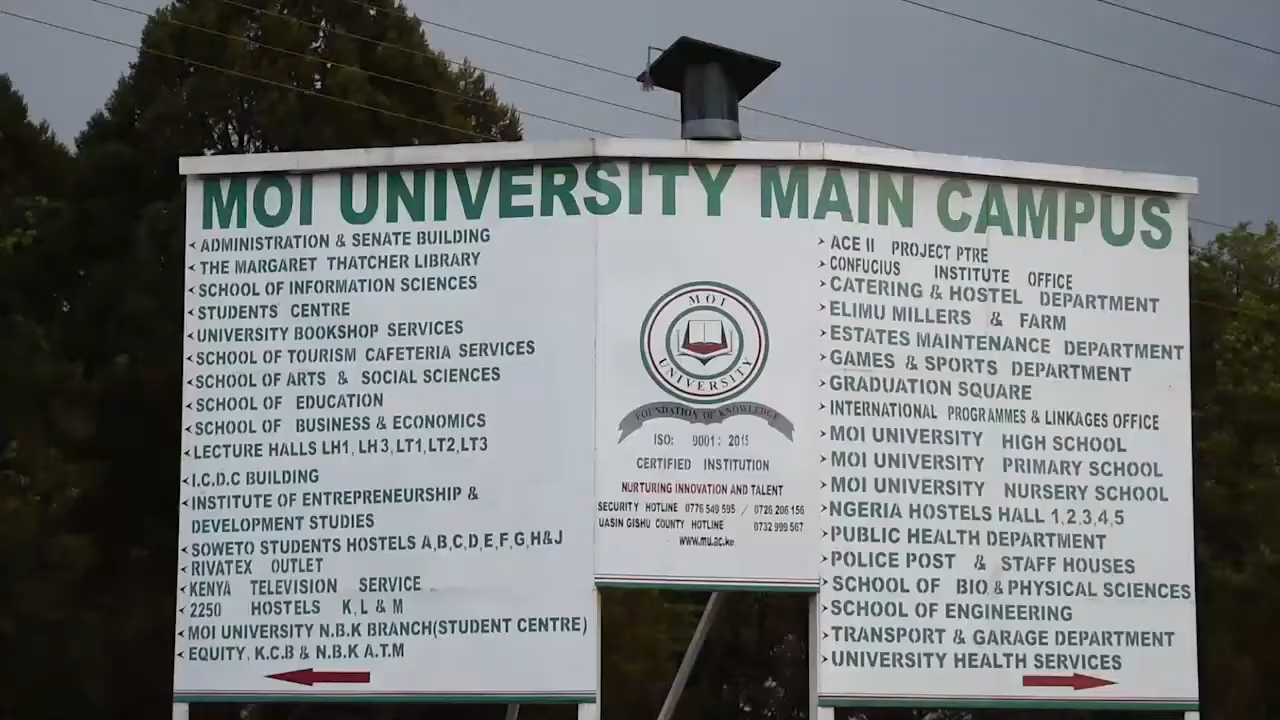 MOI UNIVERSITY MAIN CAMPUS
ADMINISTRATION & SENATE BUILDING
THE MARGARET THATCHER LIBRARY
SCHOOL OF INFORMATION SCIENCES
STUDENTS' CENTRE
UNIVERSITY BOOKSHOP SERVICES
SCHOOL OF TOURISM CAFETERIA SERVICES
SCHOOL OF ARTS & SOCIAL SCIENCES
SCHOOL OF EDUCATION
SCHOOL OF BUSINESS & ECONOMICS
LECTURE HALLS LH1, LH3, LT1, LT2, LT3
I.C.D.C BUILDING
INSTITUTE OF ENTREPRENEURSHIP &
DEVELOPMENT STUDIES
SOWETO STUDENTS HOSTELS A,B,C,D,E,F,G,H&J
RIVATEX OUTLET
KENYA TELEVISION SERVICE
2250 HOSTELS K,L & M
MOI UNIVERSITY N.B.K BRANCH(STUDENT CENTRE)
EQUITY, K.C.B & N.B.K A.T.M
MOI
UNIVERSITY
FOUNDATION OF KNOWLEDGE
ISO: 9001: 2015
CERTIFIED INSTITUTION
NURTURING INNOVATION AND TALENT
SECURITY HOTLINE 0776 549 595 / 0726 206 156
UASIN GISHU COUNTY HOTLINE 0732 999 567
www.mu.ac.ke
ACE II PROJECT PTRE
CONFUCIUS INSTITUTE OFFICE
CATERING & HOSTEL DEPARTMENT
ELIMU MILLERS & FARM
ESTATES MAINTENANCE DEPARTMENT
GAMES & SPORTS DEPARTMENT
GRADUATION SQUARE
INTERNATIONAL PROGRAMMES & LINKAGES OFFICE
MOI UNIVERSITY HIGH SCHOOL
MOI UNIVERSITY PRIMARY SCHOOL
MOI UNIVERSITY NURSERY SCHOOL
NGERIA HOSTELS HALL 1,2,3,4,5
PUBLIC HEALTH DEPARTMENT
POLICE POST & STAFF HOUSES
SCHOOL OF BIO & PHYSICAL SCIENCES
SCHOOL OF ENGINEERING
TRANSPORT & GARAGE DEPARTMENT
UNIVERSITY HEALTH SERVICES